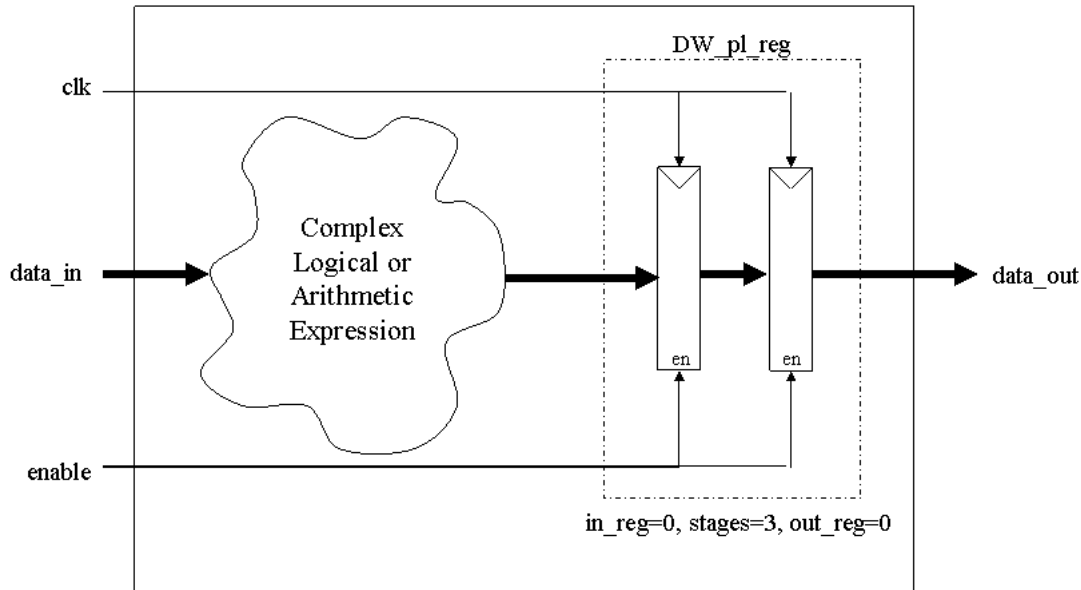 DW_pl_reg
clk
Complex
Logical or
Arithmetic
Expression
data_in
data_out
en
en
enable
in_reg=0, stages=3, out_reg=0